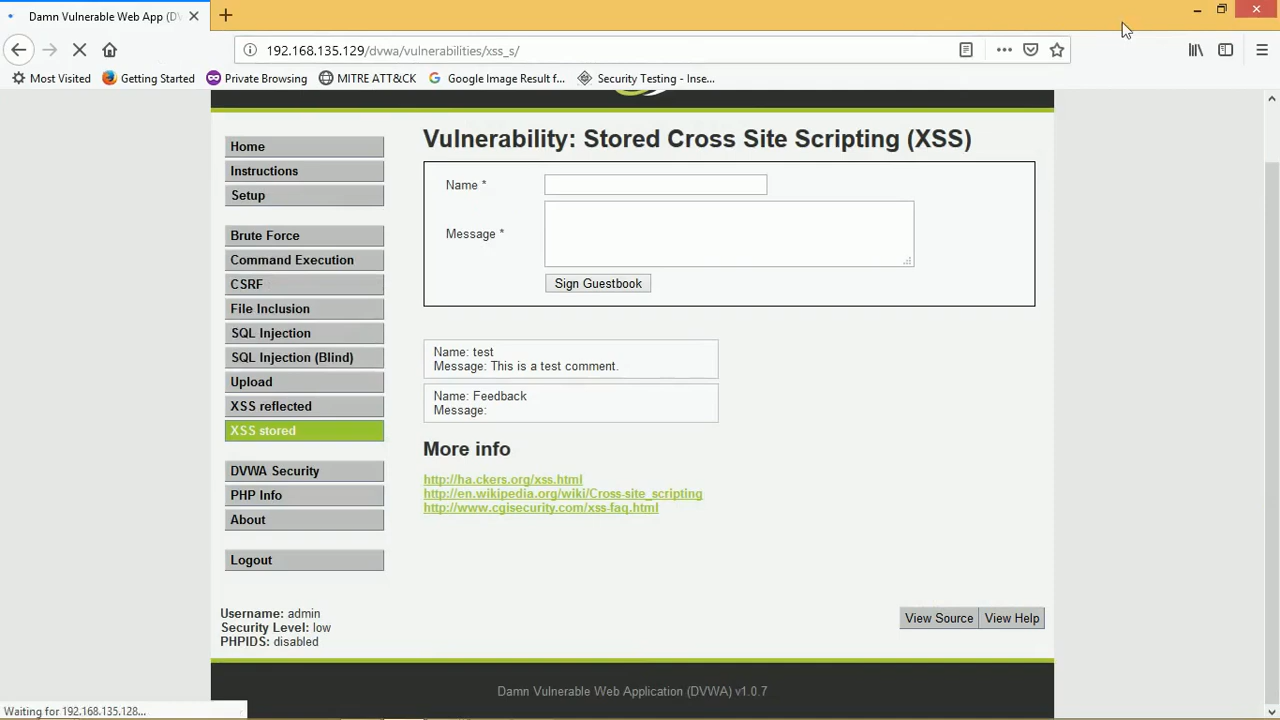 Damn Vulnerable Web App (DV
192.168.135.129/dvwa/vulnerabilities/xss_s/
Most Visited
Getting Started
Private Browsing
MITRE ATT&CK
Google Image Result f...
Security Testing - Inse...
Home
Instructions
Setup
Brute Force
Command Execution
CSRF
File Inclusion
SQL Injection
SQL Injection (Blind)
Upload
XSS reflected
XSS stored
DVWA Security
PHP Info
About
Logout
Vulnerability: Stored Cross Site Scripting (XSS)
Name *
Message *
Sign Guestbook
Name: test
Message: This is a test comment.
Name: Feedback
Message:
More info
http://ha.ckers.org/xss.html
http://en.wikipedia.org/wiki/Cross-site_scripting
http://www.cgisecurity.com/xss-faq.html
Username: admin
Security Level: low
PHPIDS: disabled
View Source
View Help
Damn Vulnerable Web Application (DVWA) v1.0.7
Waiting for 192.168.135.128...